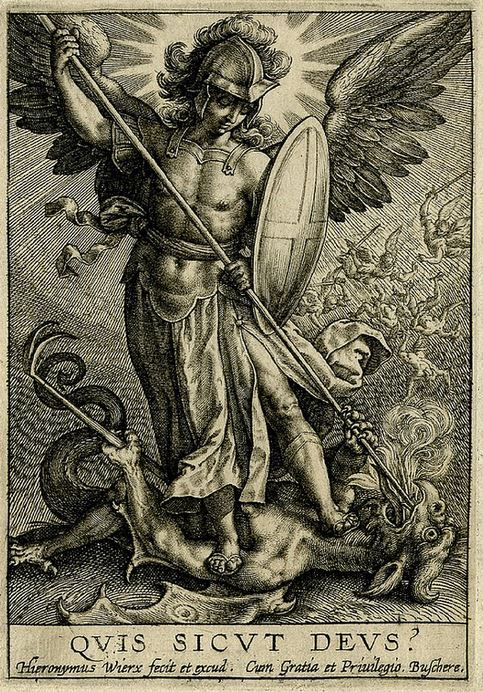 QVIS SICVT DEVS?
Hieronymus Wierx fecit et excud. Cum Gratia et Priuilegio. Buschere.